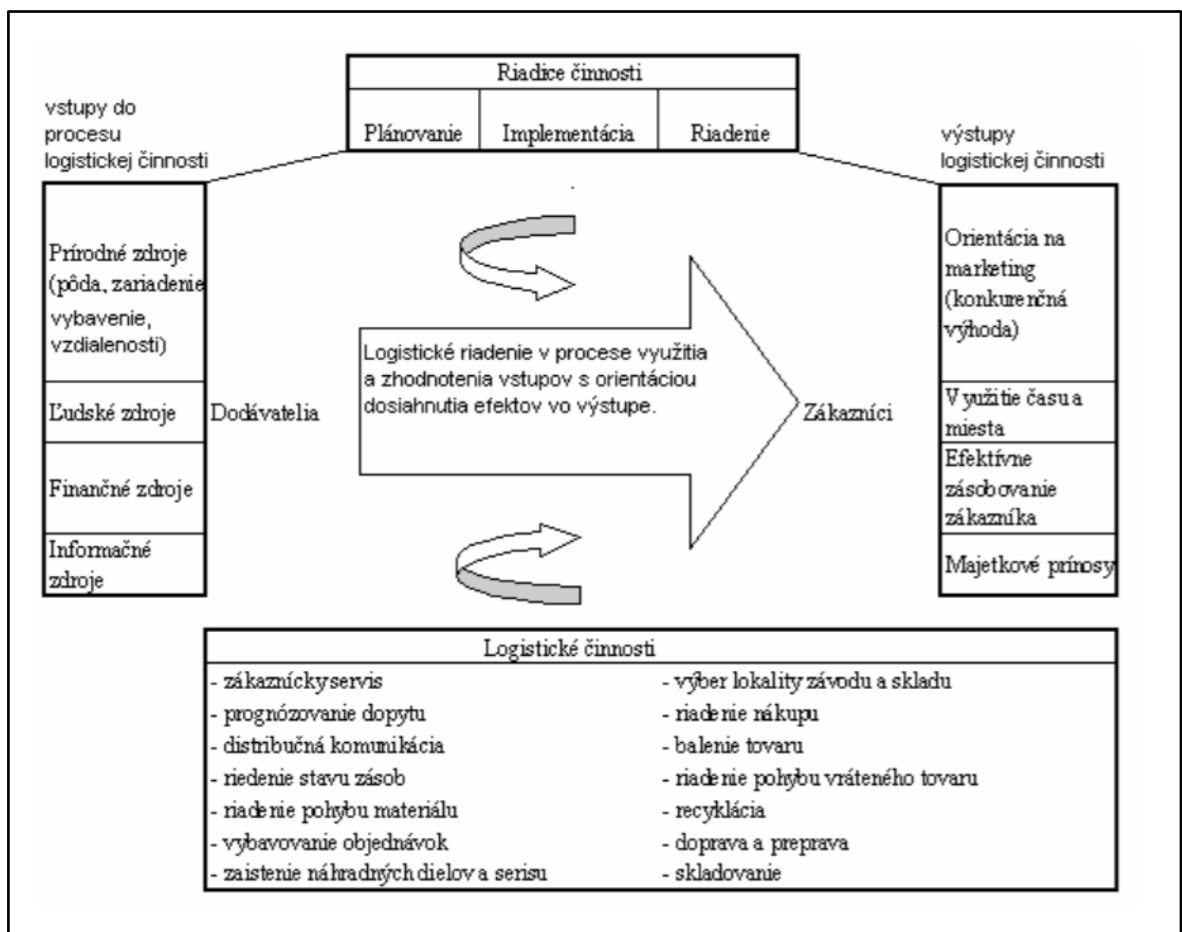 Riadice činnosti
Plánovanie
Implementácia
Riadenie
vstupy do
procesu
logistickej činnosti
výstupy
logistickej činnosti
Prírodné zdroje
(pôda, zariadenie
vybavenie,
vzdialenosti)
Ľudské zdroje
Finančné zdroje
Informačné
zdroje
Dodávatelia
Logistické riadenie v procese využitia
a zhodnotenia vstupov s orientáciou
dosiahnutia efektov vo výstupe.
Zákazníci
Orientácia na
marketing
(konkurenčná
výhoda)
Využitie času a
miesta
Efektívne
zásobovanie
zákazníka
Majetkové prínosy
Logistické činnosti
- zákaznícky servis
- prognózovanie dopytu
- distribučná komunikácia
- riedenie stavu zásob
- riadenie pohybu materiálu
- vybavovanie objednávok
- zaistenie náhradných dielov a serisu
- výber lokality závodu a skladu
- riadenie nákupu
- balenie tovaru
- riadenie pohybu vráteného tovaru
- recyklácia
- doprava a preprava
- skladovanie